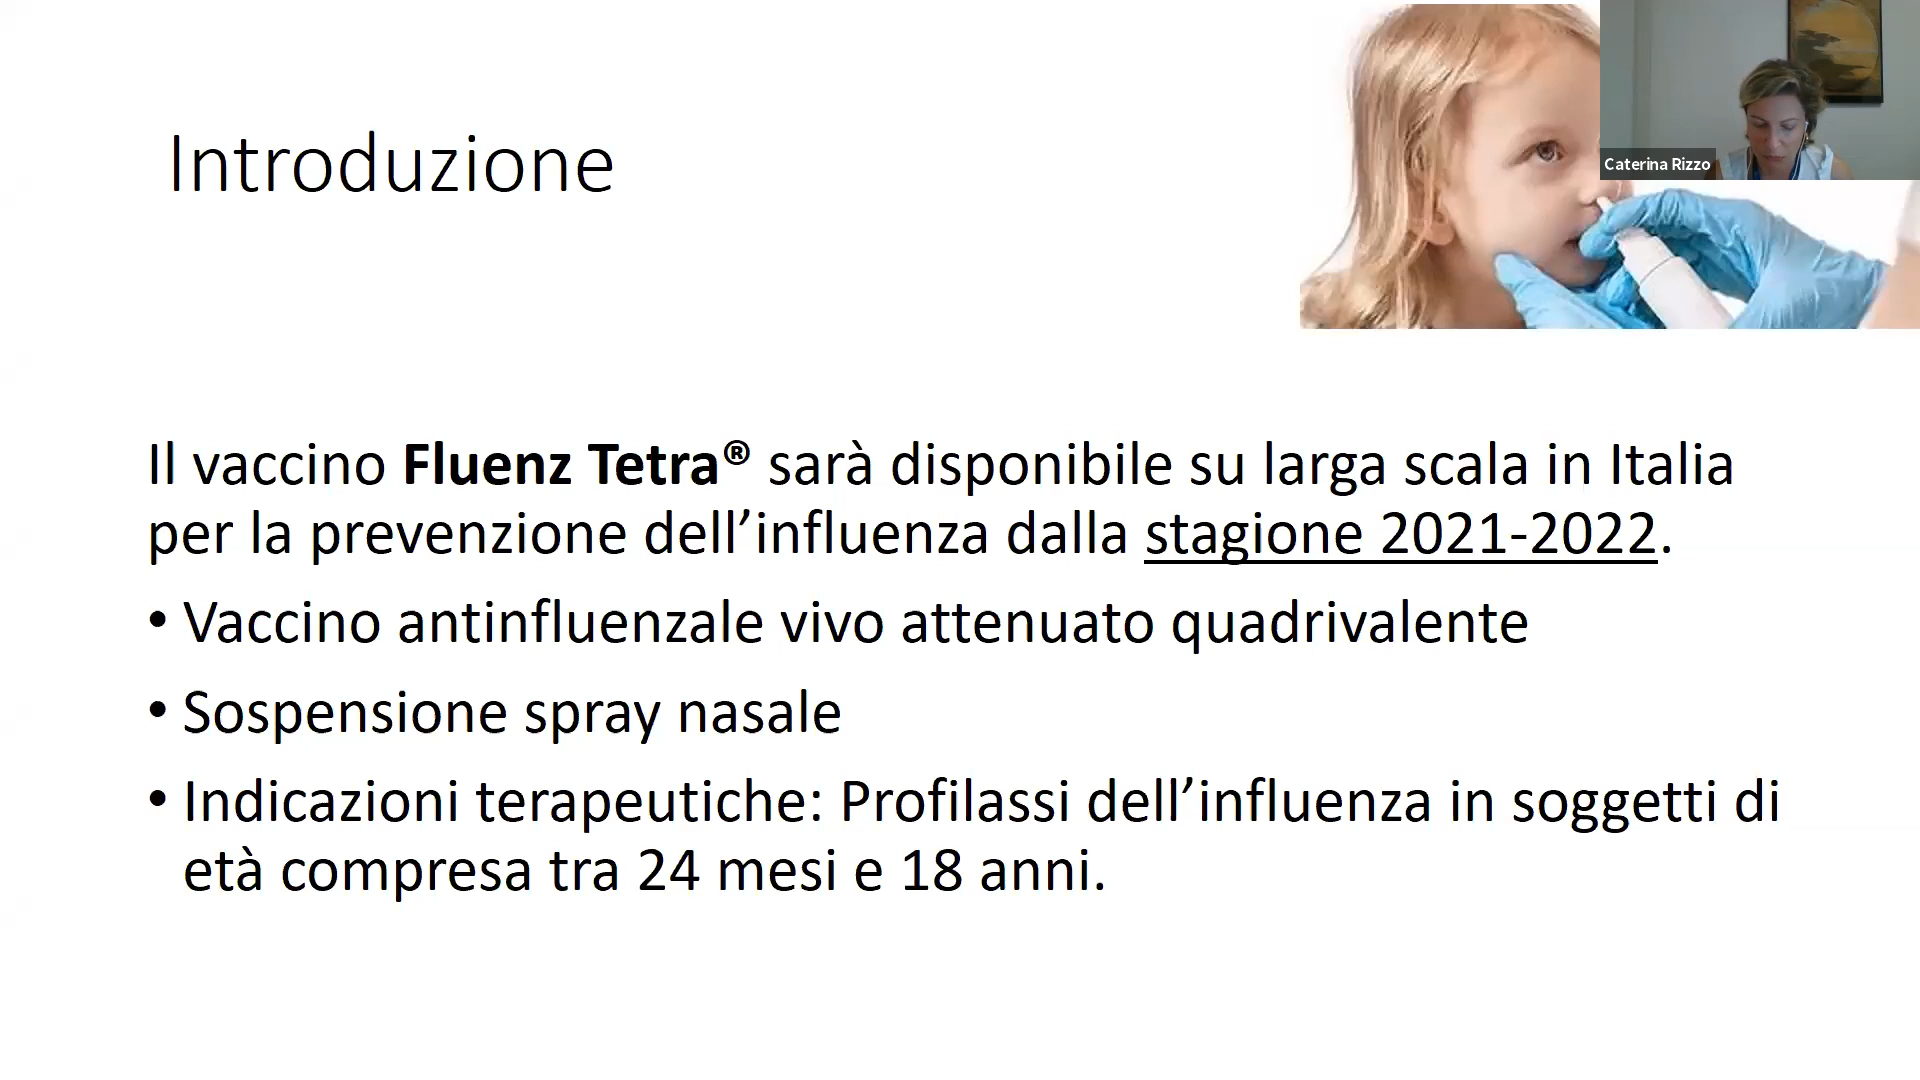 Introduzione
Caterina Rizzo
Il vaccino Fluenz Tetra® sarà disponibile su larga scala in Italia
per la prevenzione dell’influenza dalla stagione 2021-2022.
• Vaccino antinfluenzale vivo attenuato quadrivalente
• Sospensione spray nasale
• Indicazioni terapeutiche: Profilassi dell’influenza in soggetti di
età compresa tra 24 mesi e 18 anni.